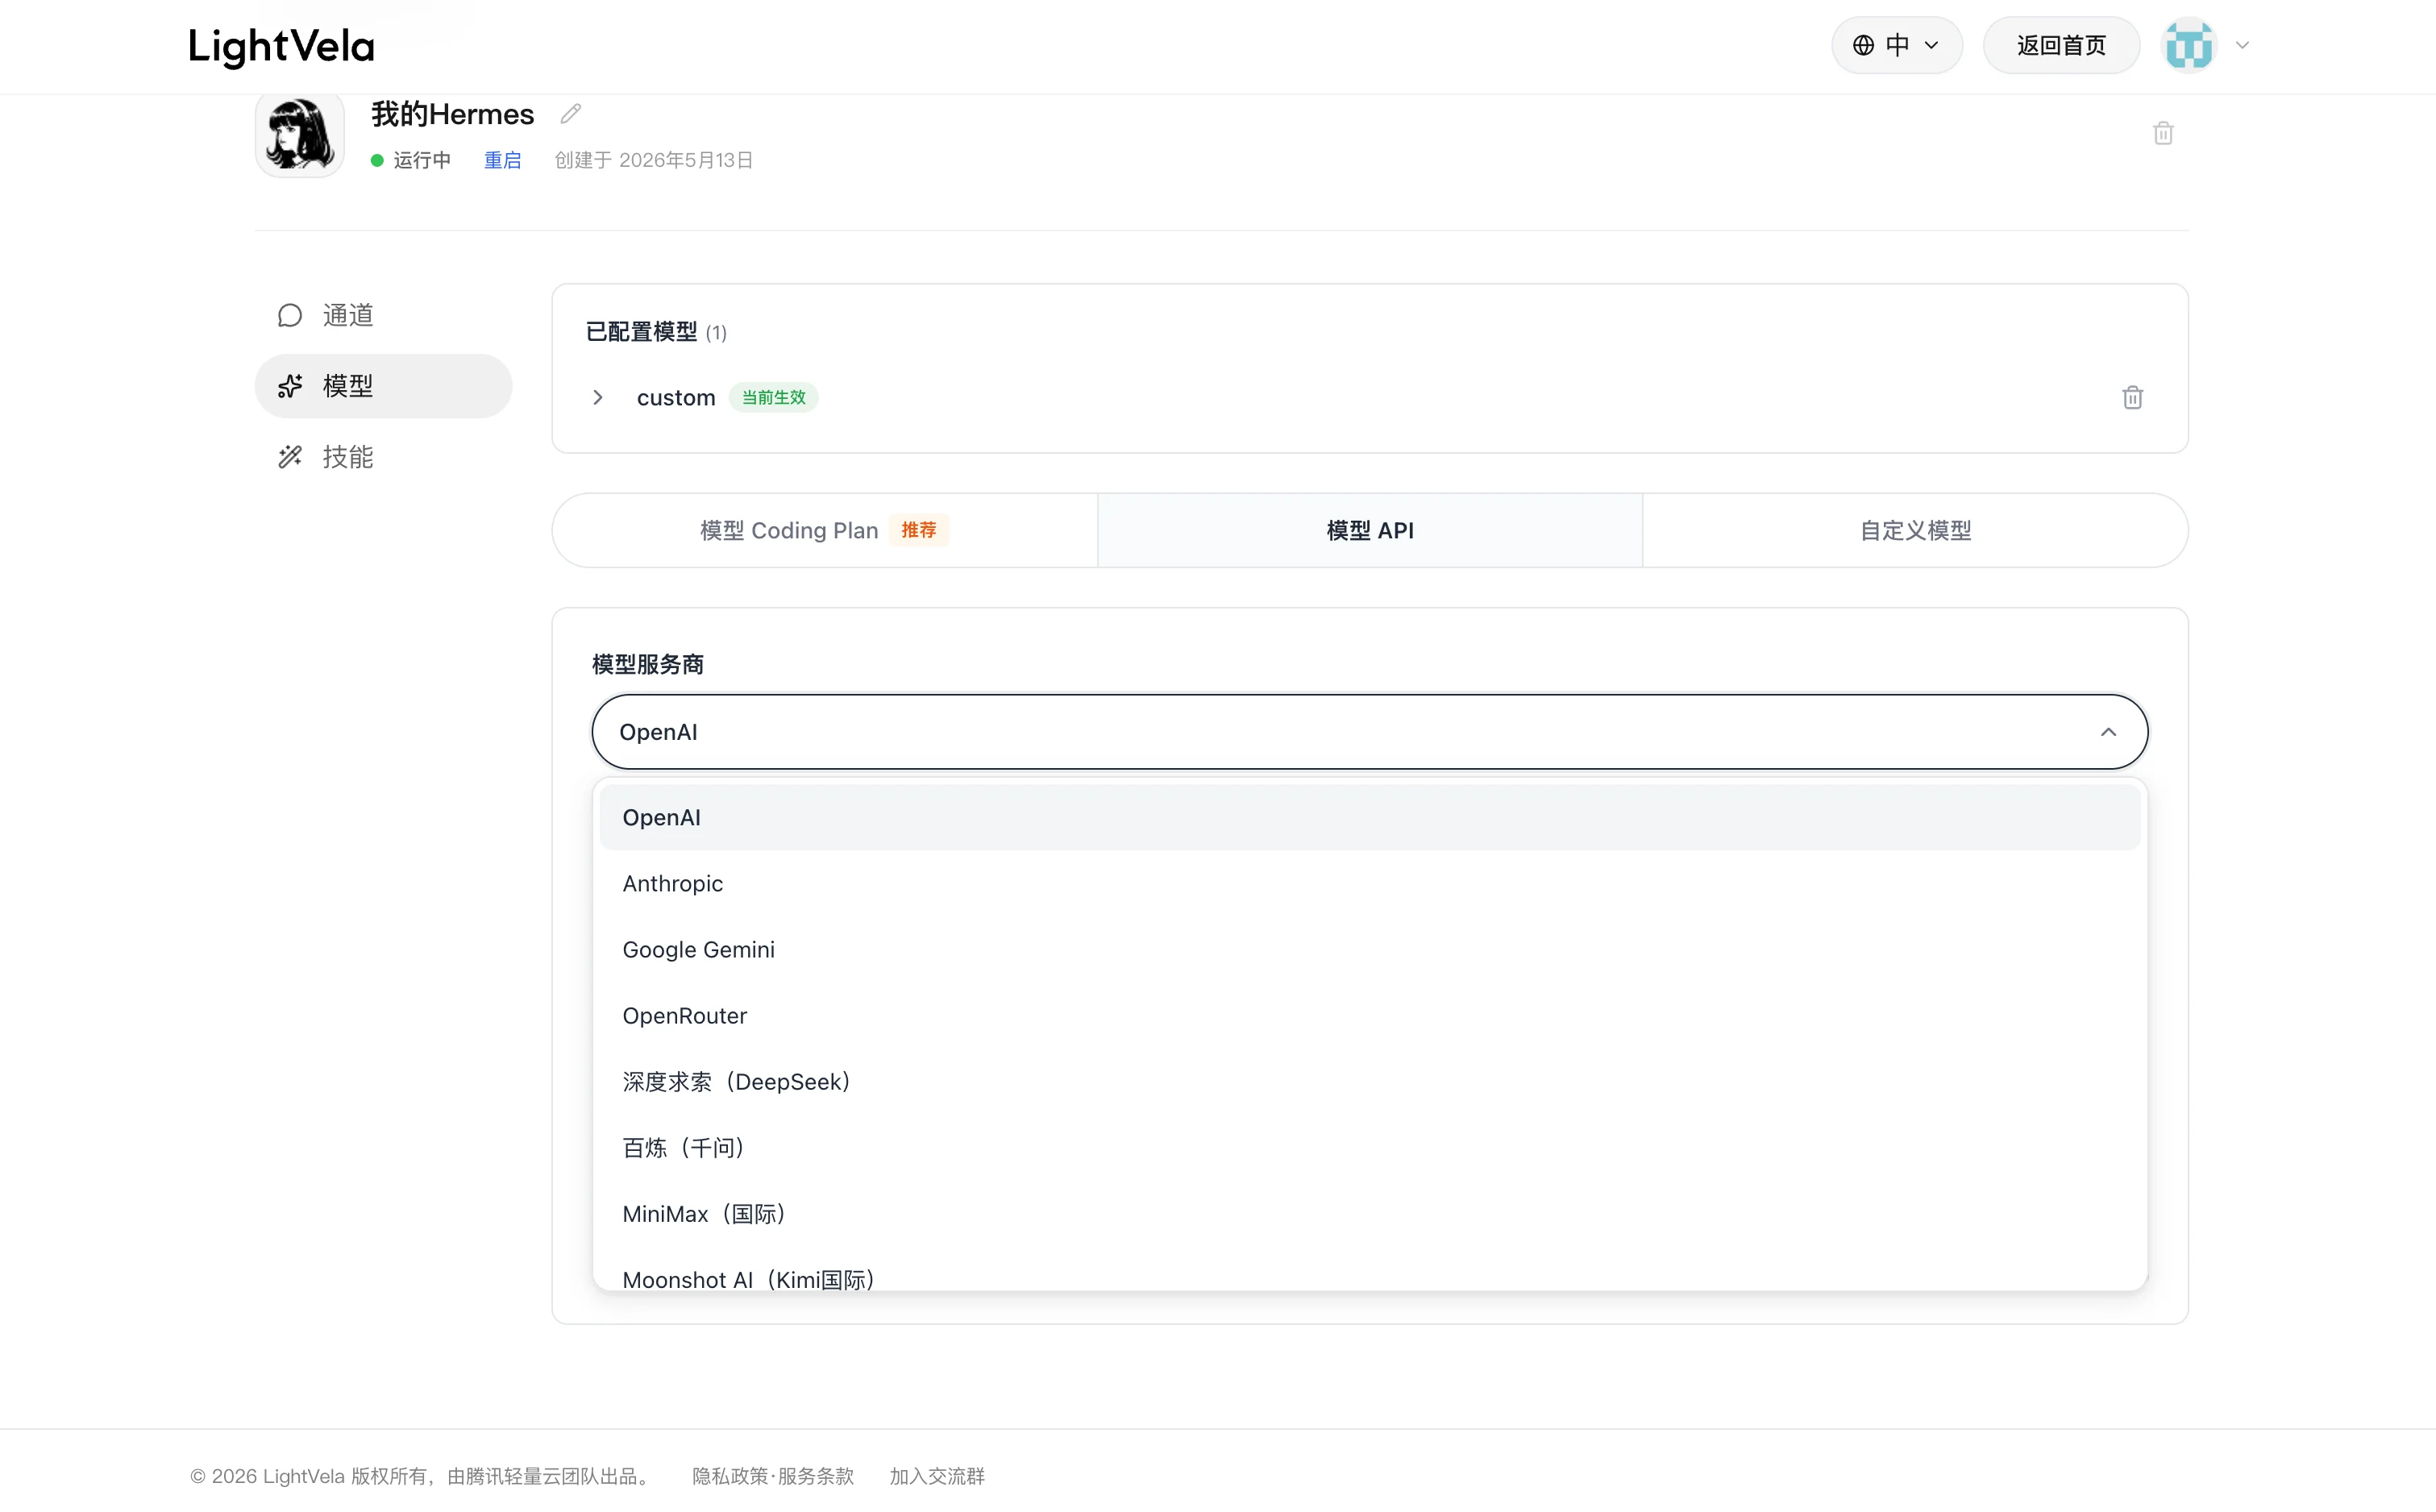 LightVela
中
返回首页
我的Hermes
运行中 重启 创建于 2026年5月13日
通道
模型
技能
已配置模型 (1)
custom 当前生效
模型 Coding Plan 推荐
模型 API
自定义模型
模型服务商
OpenAI
OpenAI
Anthropic
Google Gemini
OpenRouter
深度求索（DeepSeek）
百炼（千问）
MiniMax（国际）
Moonshot AI（Kimi国际）
© 2026 LightVela 版权所有，由腾讯轻量云团队出品。 隐私政策·服务条款 加入交流群